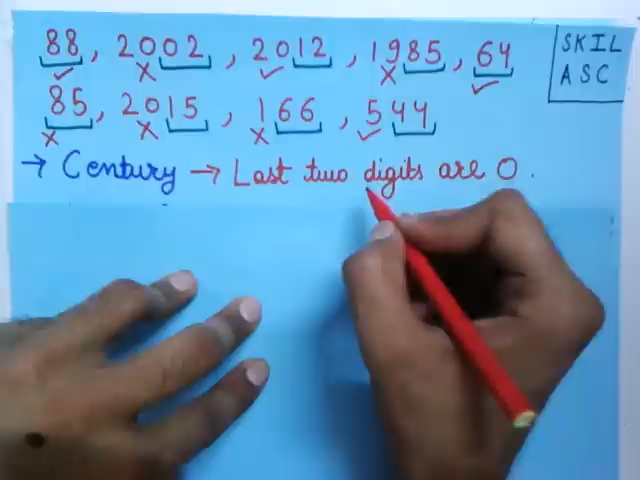 88, 2002, 2012, 1985, 64
85, 2015, 166, 544
→ Century → Last two digits are 0.
SKIL
ASC